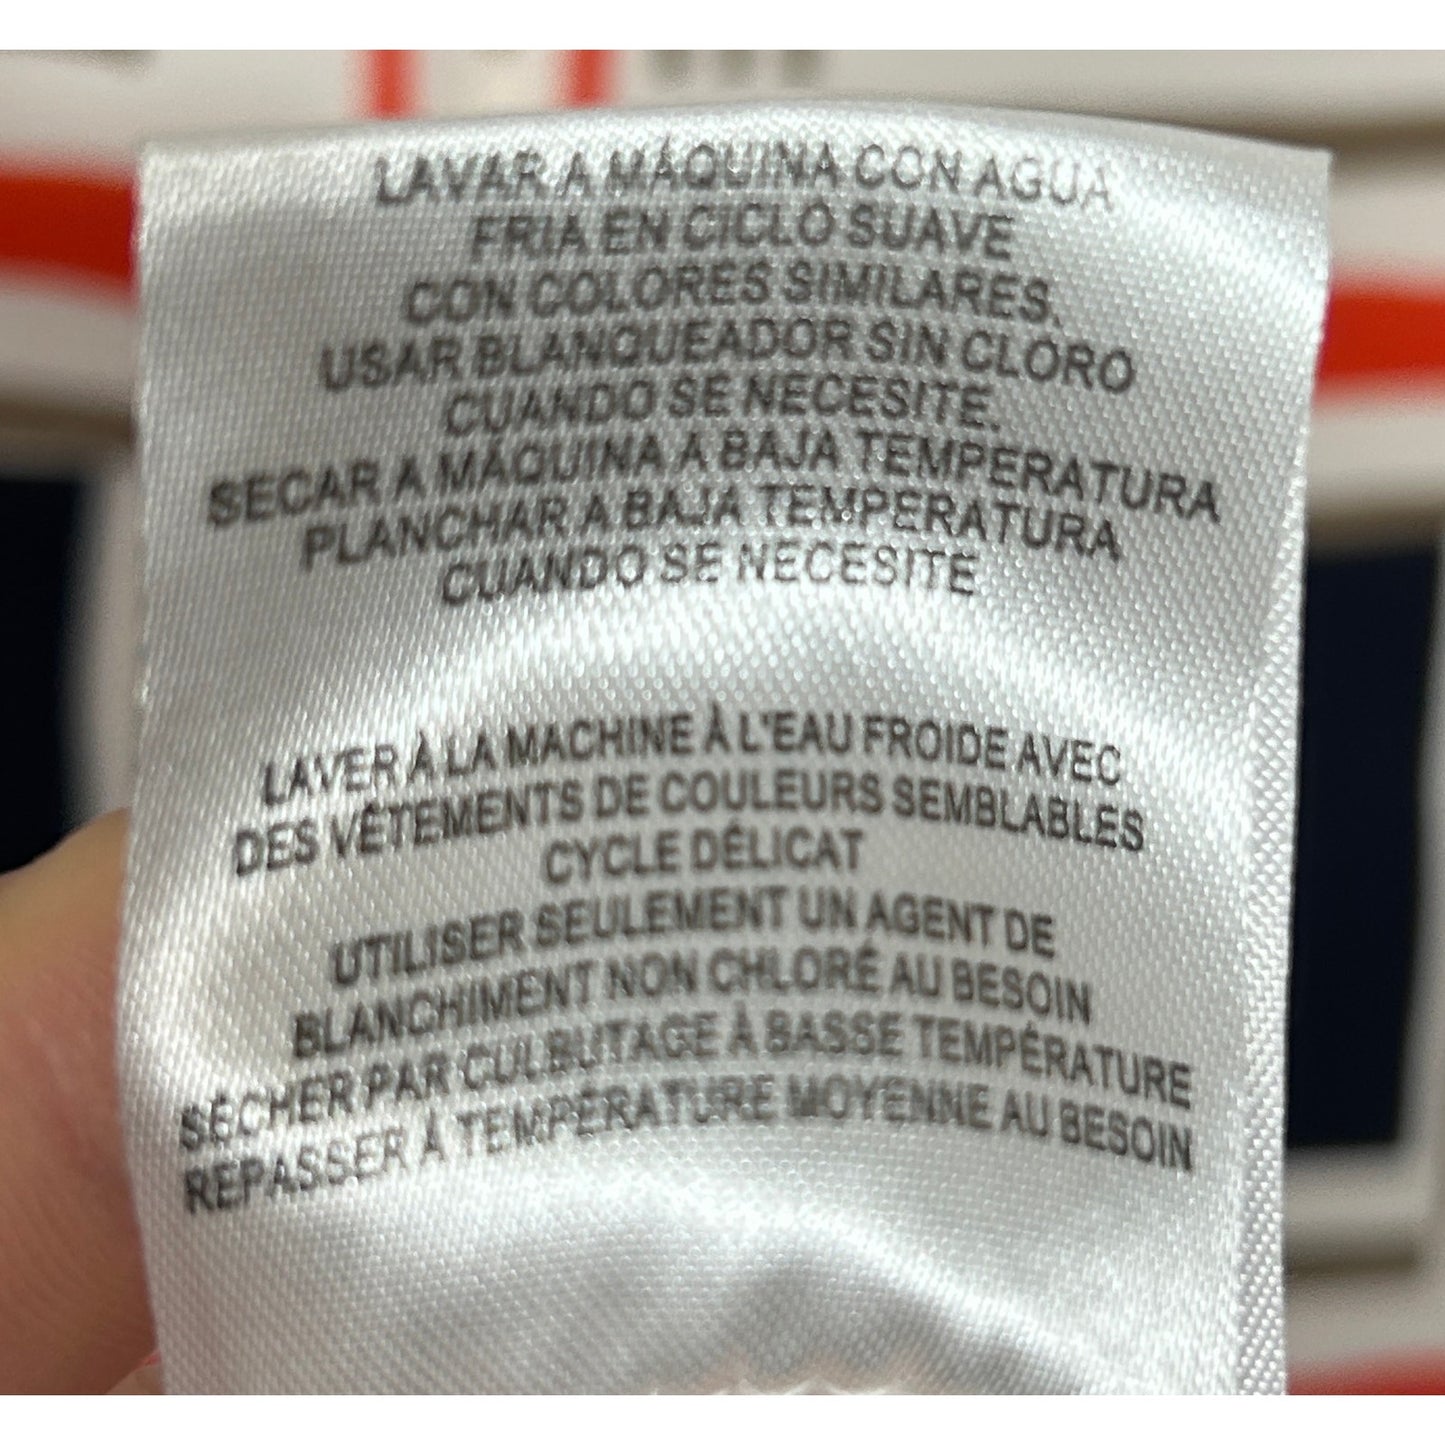 LAVAR A MÁQUINA CON AGUA
FRIA EN CICLO SUAVE
CON COLORES SIMILARES.
USAR BLANQUEADOR SIN CLORO
CUANDO SE NECESITE.
SECAR A MÁQUINA A BAJA TEMPERATURA
PLANCHAR A BAJA TEMPERATURA
CUANDO SE NECESITE
LAVER À LA MACHINE À L'EAU FROIDE AVEC
DES VÊTEMENTS DE COULEURS SEMBLABLES
CYCLE DÉLICAT
UTILISER SEULEMENT UN AGENT DE
BLANCHIMENT NON CHLORÉ AU BESOIN
SÉCHER PAR CULBUTAGE À BASSE TEMPÉRATURE
REPASSER À TEMPÉRATURE MOYENNE AU BESOIN